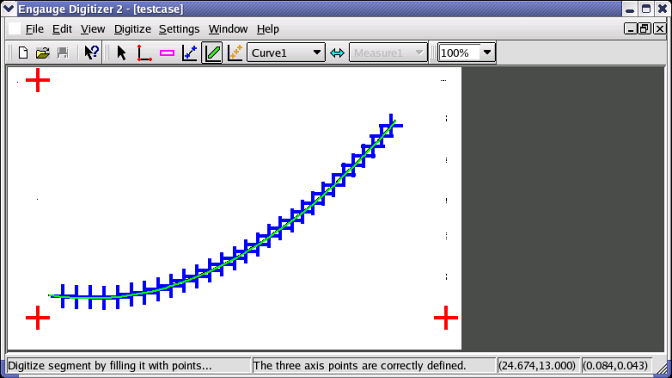 Engauge Digitizer 2 - [testcase]
File Edit View Digitize Settings Window Help
Curve1 Measure1 100%
Digitize segment by filling it with points... The three axis points are correctly defined. (24.674,13.000) (0.084,0.043)